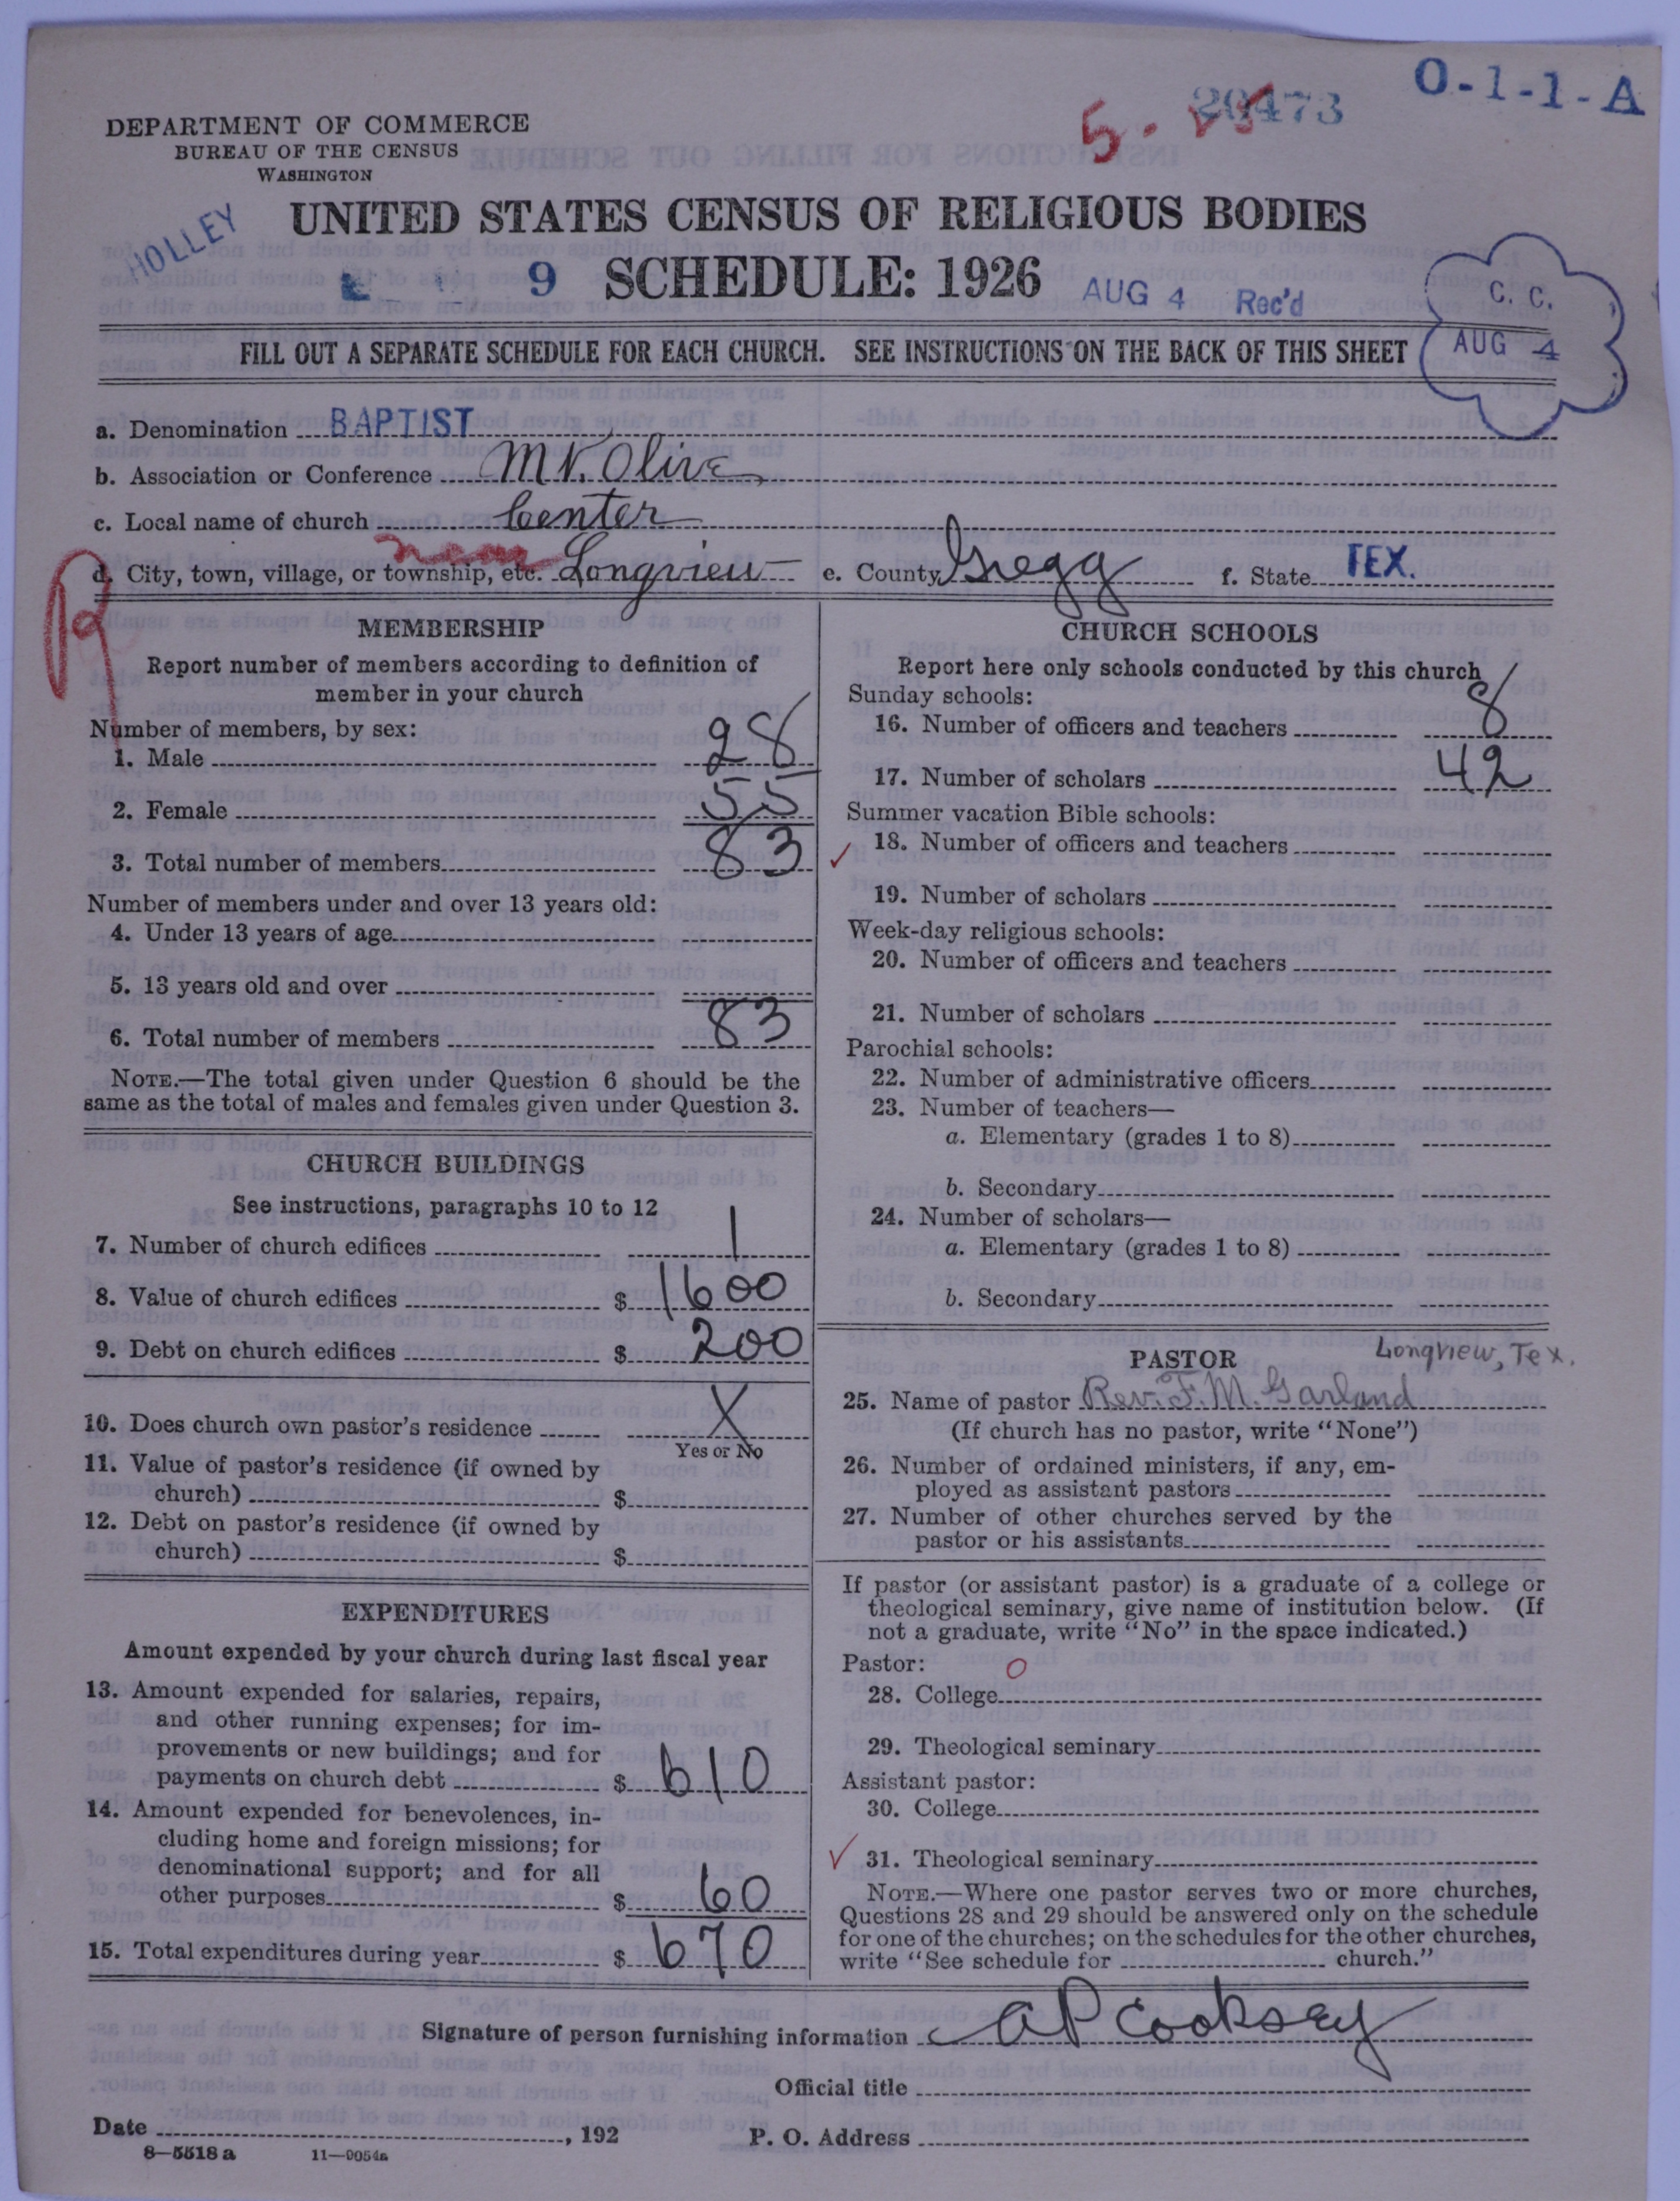 O-1-1-A
20473
5.
DEPARTMENT OF COMMERCE
BUREAU OF THE CENSUS
WASHINGTON
UNITED STATES CENSUS OF RELIGIOUS BODIES
HOLLEY
9 SCHEDULE: 1926 AUG 4 Rec'd
C. C.
AUG 4
FILL OUT A SEPARATE SCHEDULE FOR EACH CHURCH. SEE INSTRUCTIONS ON THE BACK OF THIS SHEET
a. Denomination BAPTIST
b. Association or Conference Mt. Olive
c. Local name of church Center
near
d. City, town, village, or township, etc. Longview e. County Gregg f. State TEX.
MEMBERSHIP
Report number of members according to definition of
member in your church
Number of members, by sex:
1. Male 28
2. Female 55
3. Total number of members 83
Number of members under and over 13 years old:
4. Under 13 years of age
5. 13 years old and over
6. Total number of members 83
NOTE.—The total given under Question 6 should be the
same as the total of males and females given under Question 3.
CHURCH BUILDINGS
See instructions, paragraphs 10 to 12
7. Number of church edifices 1
8. Value of church edifices $ 1600
9. Debt on church edifices $ 200
10. Does church own pastor's residence X
Yes or No
11. Value of pastor's residence (if owned by
church) $
12. Debt on pastor's residence (if owned by
church) $
EXPENDITURES
Amount expended by your church during last fiscal year
13. Amount expended for salaries, repairs,
and other running expenses; for im-
provements or new buildings; and for
payments on church debt $ 610
14. Amount expended for benevolences, in-
cluding home and foreign missions; for
denominational support; and for all
other purposes $ 60
15. Total expenditures during year $ 670
CHURCH SCHOOLS
Report here only schools conducted by this church
Sunday schools:
16. Number of officers and teachers 8
17. Number of scholars 42
Summer vacation Bible schools:
18. Number of officers and teachers
19. Number of scholars
Week-day religious schools:
20. Number of officers and teachers
21. Number of scholars
Parochial schools:
22. Number of administrative officers
23. Number of teachers—
a. Elementary (grades 1 to 8)
b. Secondary
24. Number of scholars—
a. Elementary (grades 1 to 8)
b. Secondary
PASTOR Longview, Tex.
25. Name of pastor Rev. F. M. Garland
(If church has no pastor, write "None")
26. Number of ordained ministers, if any, em-
ployed as assistant pastors
27. Number of other churches served by the
pastor or his assistants
If pastor (or assistant pastor) is a graduate of a college or
theological seminary, give name of institution below. (If
not a graduate, write "No" in the space indicated.)
Pastor: O
28. College
29. Theological seminary
Assistant pastor:
30. College
31. Theological seminary
NOTE.—Where one pastor serves two or more churches,
Questions 28 and 29 should be answered only on the schedule
for one of the churches; on the schedules for the other churches,
write "See schedule for church."
Signature of person furnishing information A P Cooksey
Official title
Date , 192 P. O. Address
8—5518 a 11—9054a